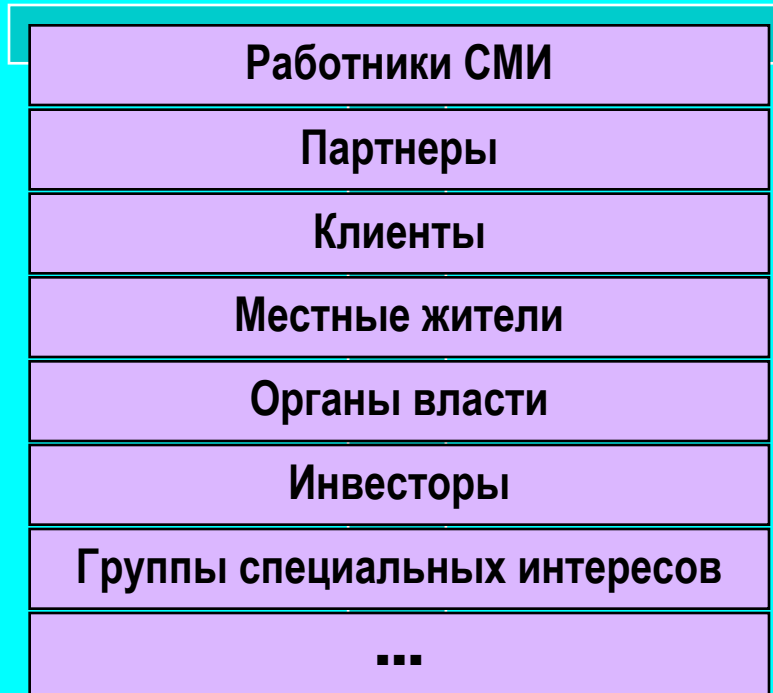 Работники СМИ
Партнеры
Клиенты
Местные жители
Органы власти
Инвесторы
Группы специальных интересов
...